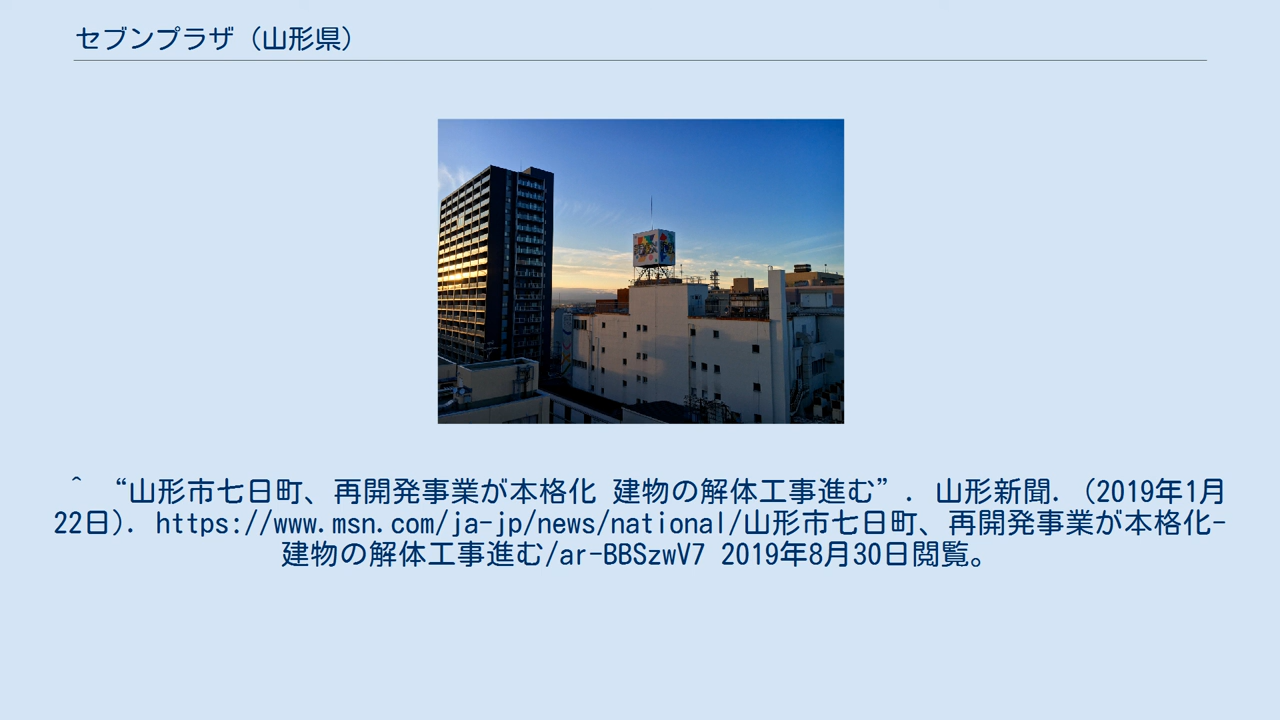 セブンプラザ（山形県）
^ “山形市七日町、再開発事業が本格化 建物の解体工事進む”. 山形新聞. (2019年1月
22日). https://www.msn.com/ja-jp/news/national/山形市七日町、再開発事業が本格化-
建物の解体工事進む/ar-BBSzwV7 2019年8月30日閲覧。